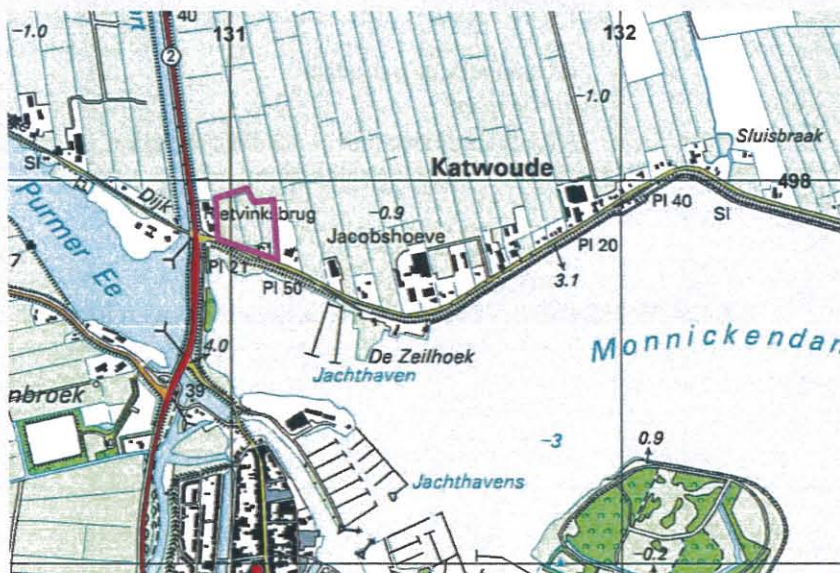 -1.0
40
131
132
2
-1.0
Sluisbraak
Katwoude
Sl
498
Dijk
Rietvinksbrug
-0.9
Pl 40
Sl
Purmer Ee
Jacobshoeve
Pl 20
7
Pl 21
Pl 50
3.1
4.0
De Zeilhoek
Monnickendam
Jachthaven
nbroek
39
-3
0.9
Jachthavens
-0.2